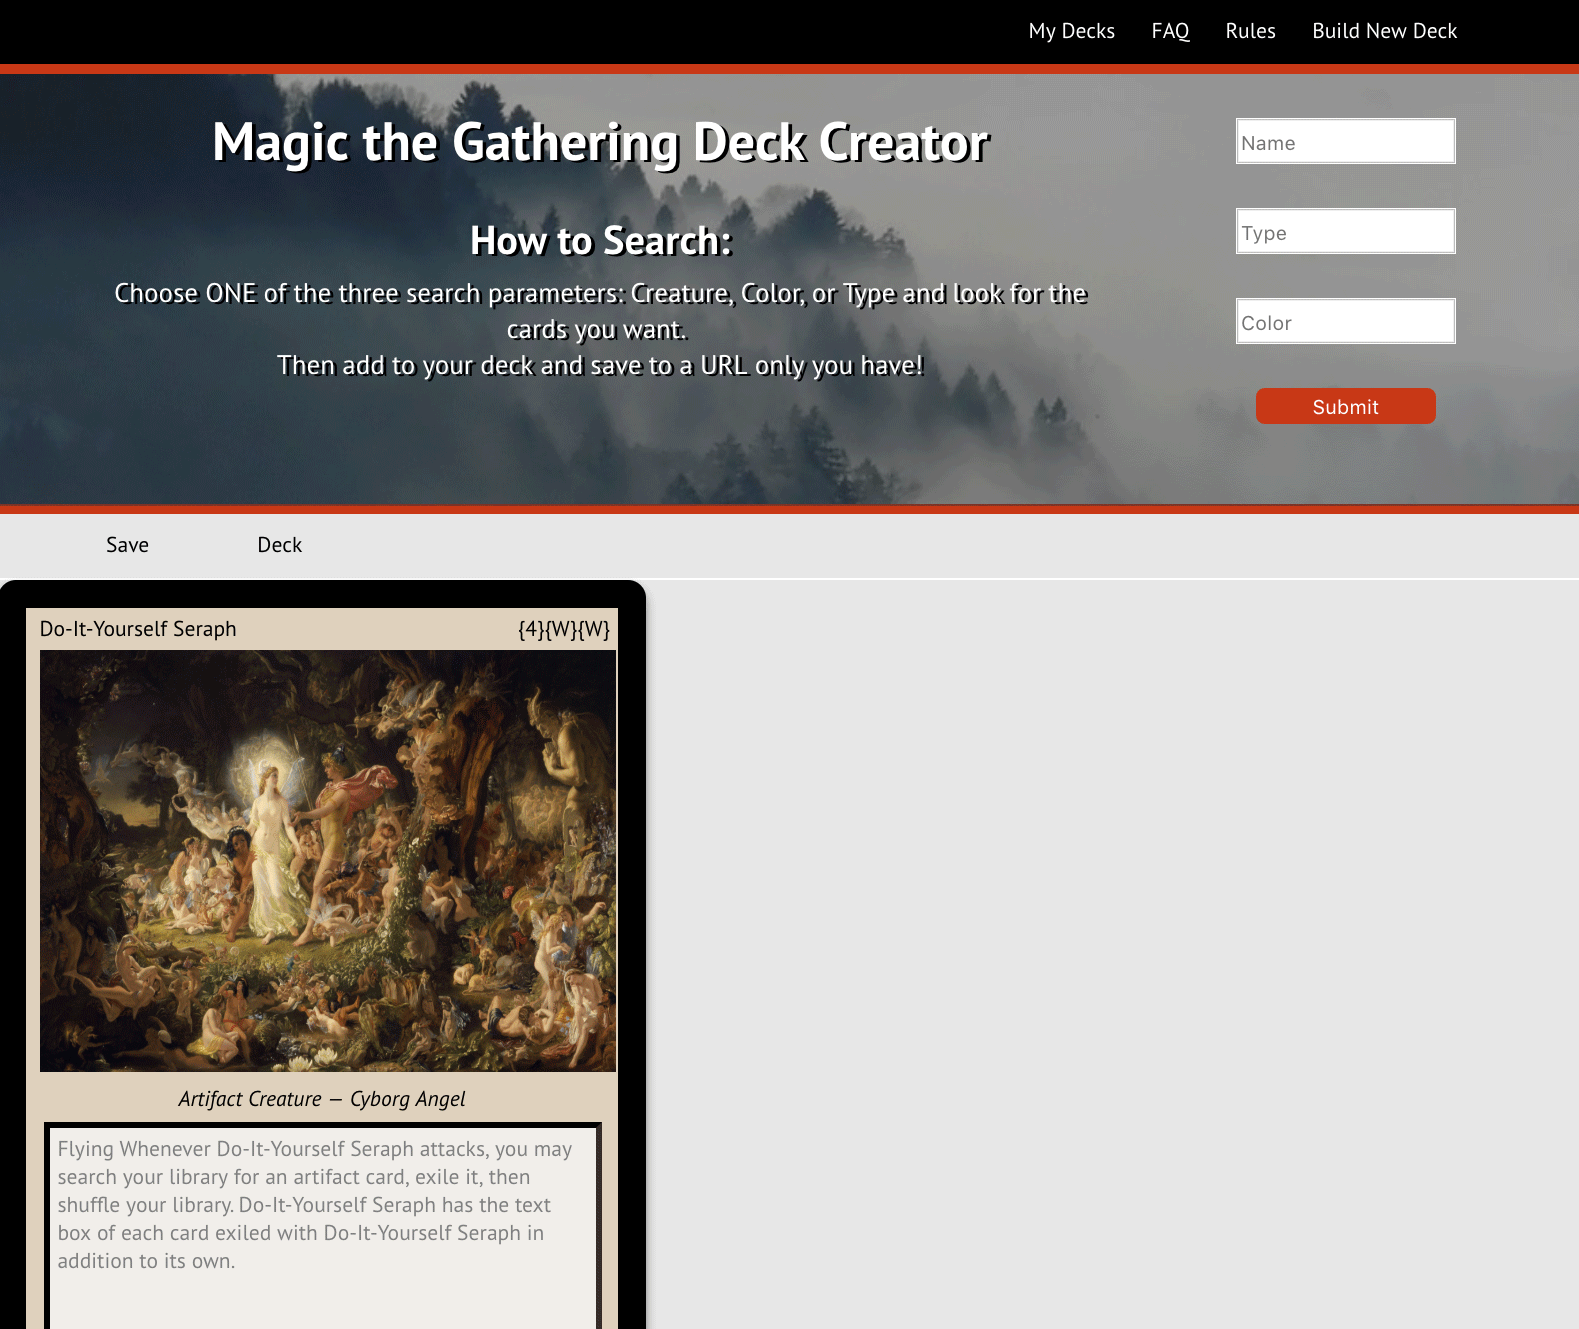 My Decks FAQ Rules Build New Deck
Magic the Gathering Deck Creator
How to Search:
Choose ONE of the three search parameters: Creature, Color, or Type and look for the
cards you want.
Then add to your deck and save to a URL only you have!
Name
Type
Color
Submit
Save Deck
Do-It-Yourself Seraph {4}{W}{W}
Artifact Creature — Cyborg Angel
Flying Whenever Do-It-Yourself Seraph attacks, you may
search your library for an artifact card, exile it, then
shuffle your library. Do-It-Yourself Seraph has the text
box of each card exiled with Do-It-Yourself Seraph in
addition to its own.